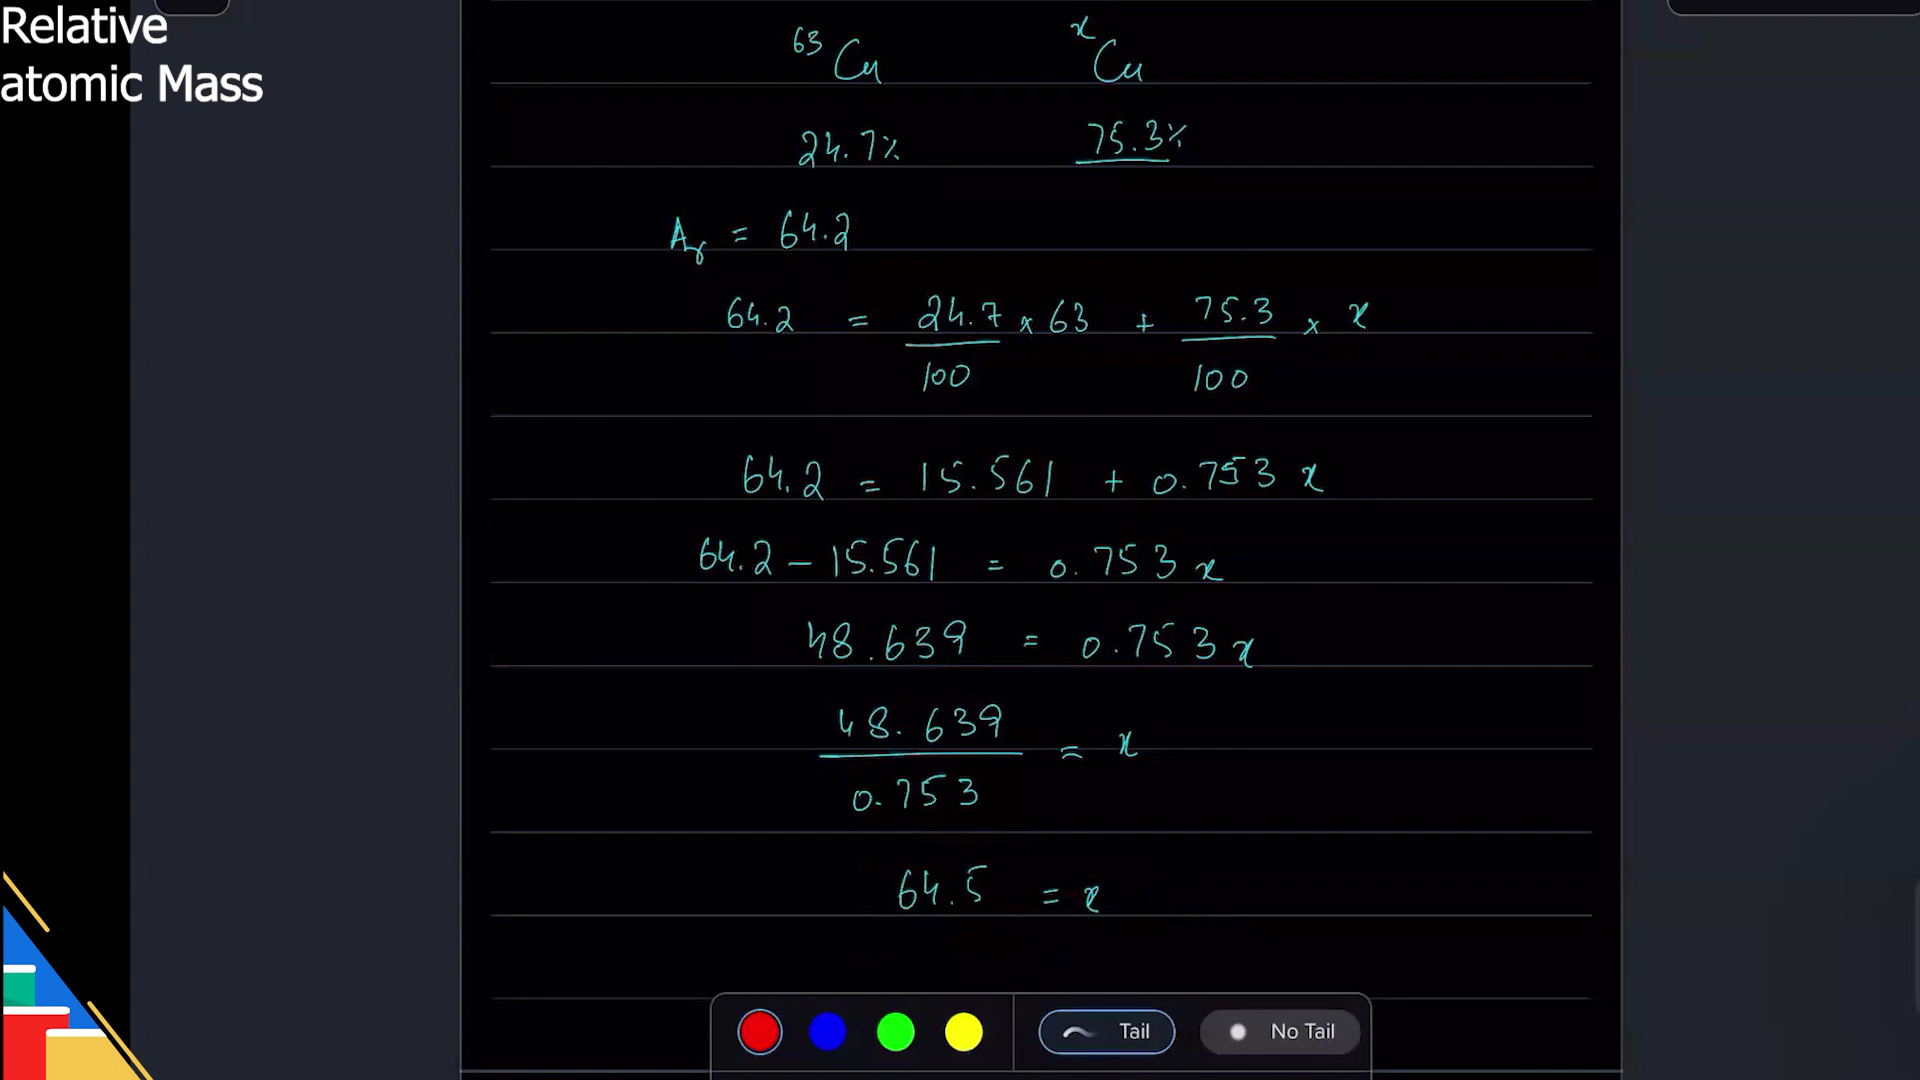 Relative
atomic Mass
63Cu xCu
24.7% 75.3%
Ar = 64.2
64.2 = 24.7/100 × 63 + 75.3/100 × x
64.2 = 15.561 + 0.753 x
64.2 – 15.561 = 0.753 x
48.639 = 0.753 x
48.639/0.753 = x
64.5 = x
Tail No Tail